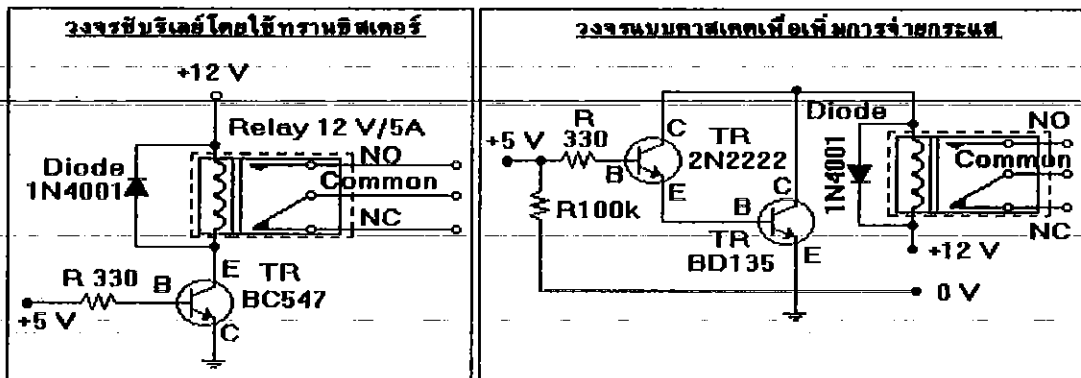 วงจรขับรีเลย์โดยใช้ทรานซิสเตอร์
+12 V
Relay 12 V/5A
Diode
1N4001
NO
Common
NC
E
TR
BC547
R 330
B
C
+5 V
วงจรแบบคาสเคดเพื่อเพิ่มการจ่ายกระแส
Diode
+5 V
R
330
C
TR
2N2222
B
E
R100k
C
B
TR
BD135
E
1N4001
NO
Common
NC
+12 V
0 V